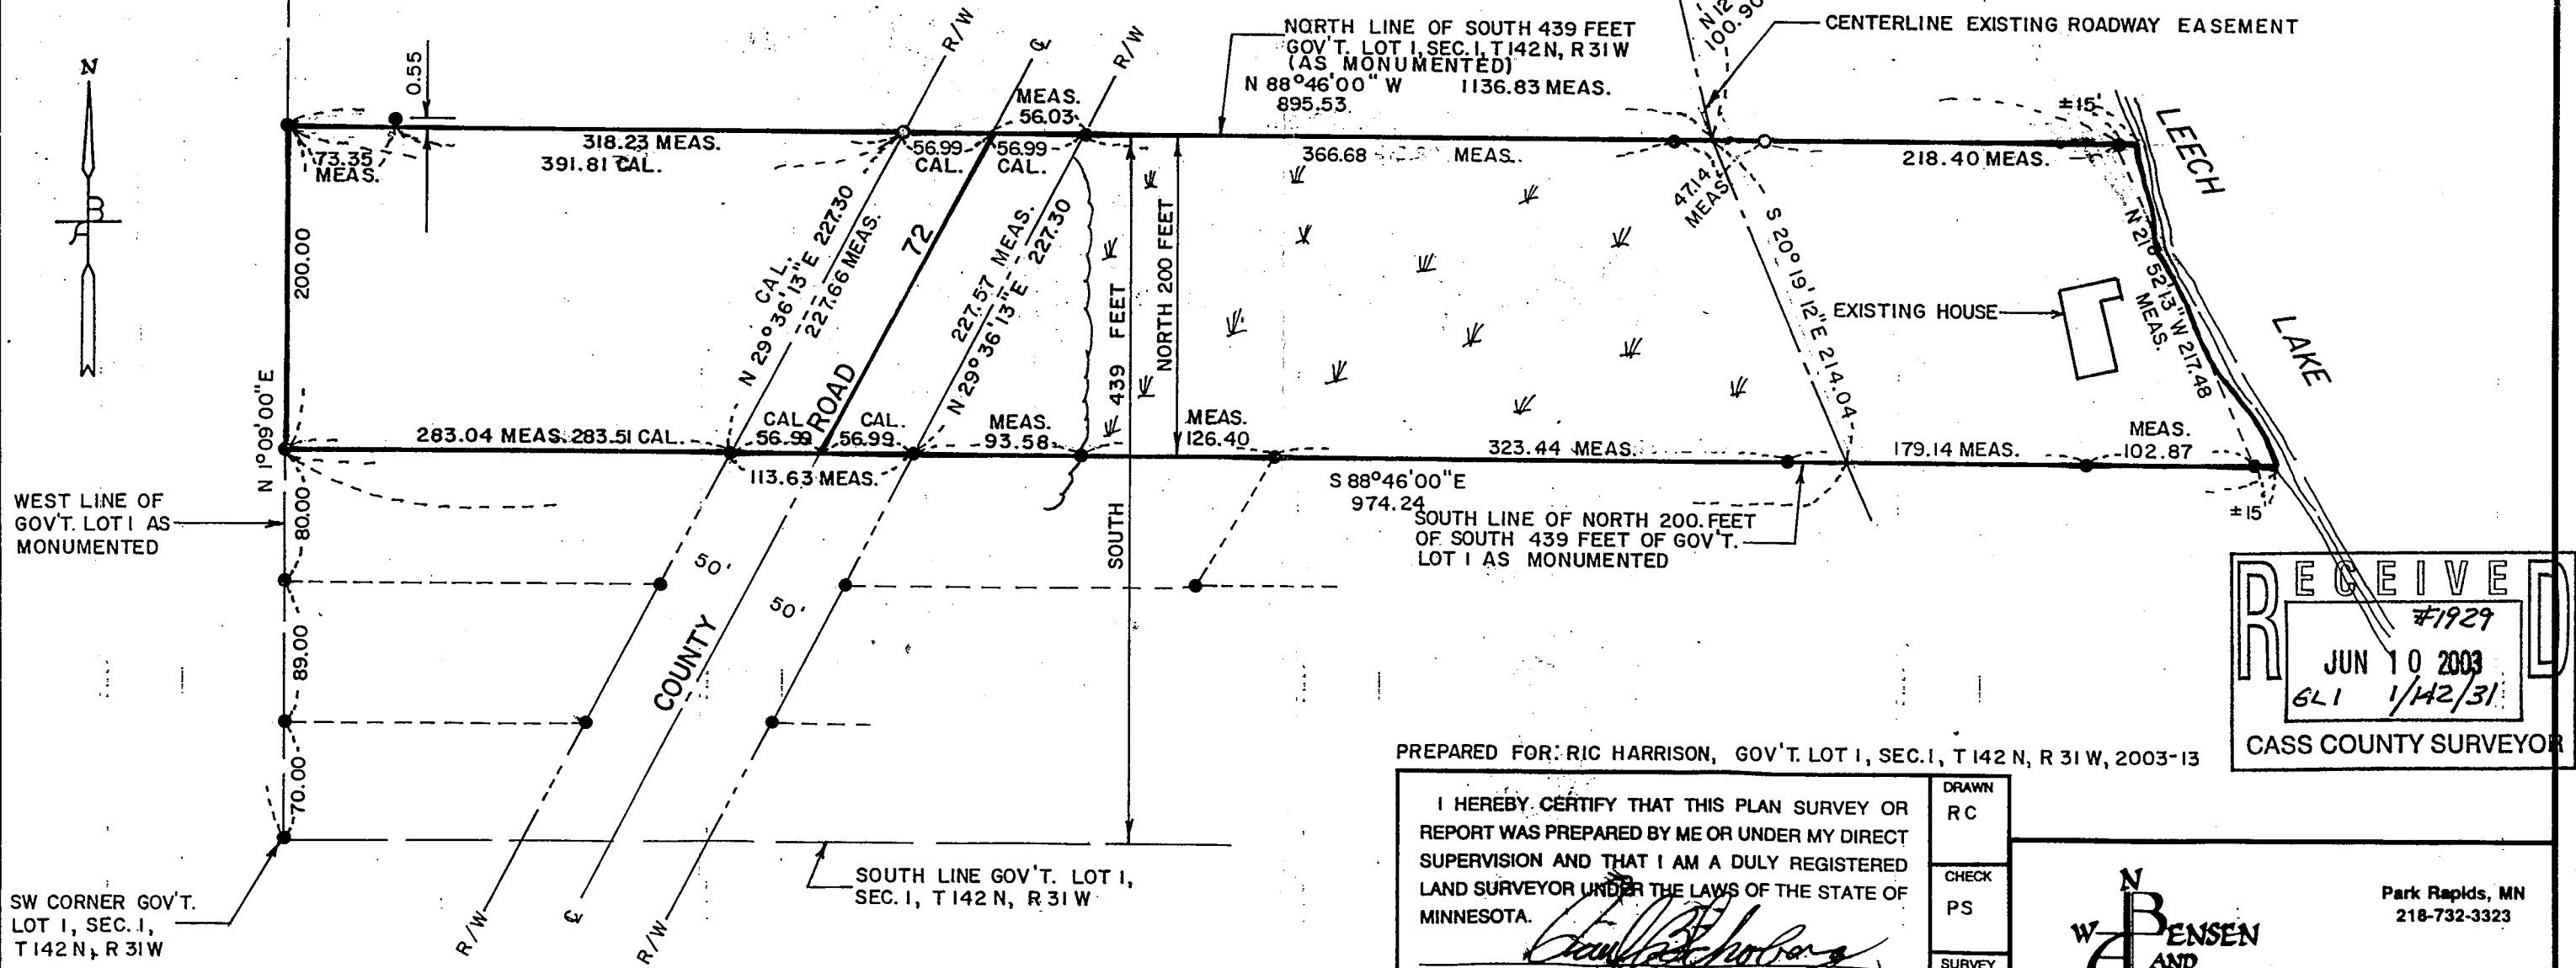 N
B
A
0.55
R/W
℄
R/W
NORTH LINE OF SOUTH 439 FEET
GOV'T. LOT 1, SEC. 1, T142N, R31W
(AS MONUMENTED)
N 88°46'00" W 1136.83 MEAS.
895.53
N 12
100.90
CENTERLINE EXISTING ROADWAY EASEMENT
±15'
LEECH
LAKE
73.35
MEAS.
318.23 MEAS.
391.81 CAL.
56.99
CAL.
MEAS.
56.03
56.99
CAL.
366.68 MEAS.
47.14
MEAS.
218.40 MEAS.
200.00
N 1°09'00"E
CAL.
N 29°36'13"E 227.30
227.66 MEAS.
72
ROAD
COUNTY
227.57 MEAS.
N 29°36'13"E 227.30
SOUTH 439 FEET
NORTH 200 FEET
S 20°19'12"E 214.04
EXISTING HOUSE
N 21°52'13"W 217.48
MEAS.
283.04 MEAS. 283.51 CAL.
CAL.
56.99
CAL.
56.99
113.63 MEAS.
MEAS.
93.58
MEAS.
126.40
323.44 MEAS.
179.14 MEAS.
MEAS.
102.87
±15'
S 88°46'00"E
974.24
SOUTH LINE OF NORTH 200. FEET
OF SOUTH 439 FEET OF GOV'T.
LOT 1 AS MONUMENTED
WEST LINE OF
GOV'T. LOT 1 AS
MONUMENTED
80.00
89.00
70.00
50'
50'
SW CORNER GOV'T.
LOT 1, SEC. 1,
T142N, R31W
R/W
℄
R/W
SOUTH LINE GOV'T. LOT 1,
SEC. 1, T142N, R31W
RECEIVED
#1929
JUN 10 2003
GL1 1/142/31
CASS COUNTY SURVEYOR
PREPARED FOR: RIC HARRISON, GOV'T. LOT 1, SEC. 1, T142N, R31W, 2003-13
I HEREBY CERTIFY THAT THIS PLAN SURVEY OR
REPORT WAS PREPARED BY ME OR UNDER MY DIRECT
SUPERVISION AND THAT I AM A DULY REGISTERED
LAND SURVEYOR UNDER THE LAWS OF THE STATE OF
MINNESOTA.
DRAWN
RC
CHECK
PS
SURVEY
N
W
BENSEN
AND
Park Rapids, MN
218-732-3323